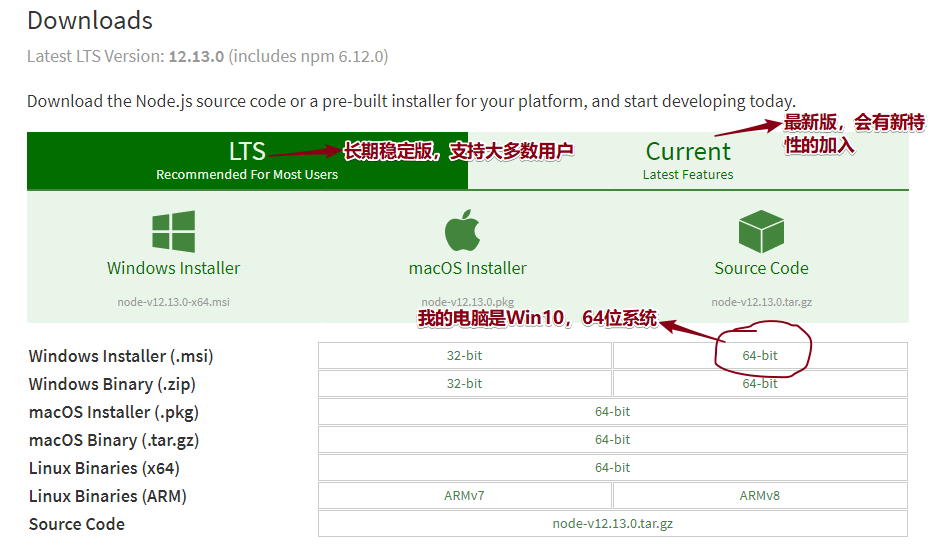 Downloads
Latest LTS Version: 12.13.0 (includes npm 6.12.0)
Download the Node.js source code or a pre-built installer for your platform, and start developing today.
LTS
Recommended For Most Users
长期稳定版，支持大多数用户
Current
Latest Features
最新版，会有新特
性的加入
Windows Installer
node-v12.13.0-x64.msi
macOS Installer
node-v12.13.0.pkg
Source Code
node-v12.13.0.tar.gz
我的电脑是Win10，64位系统
Windows Installer (.msi) 32-bit 64-bit
Windows Binary (.zip) 32-bit 64-bit
macOS Installer (.pkg) 64-bit
macOS Binary (.tar.gz) 64-bit
Linux Binaries (x64) 64-bit
Linux Binaries (ARM) ARMv7 ARMv8
Source Code node-v12.13.0.tar.gz